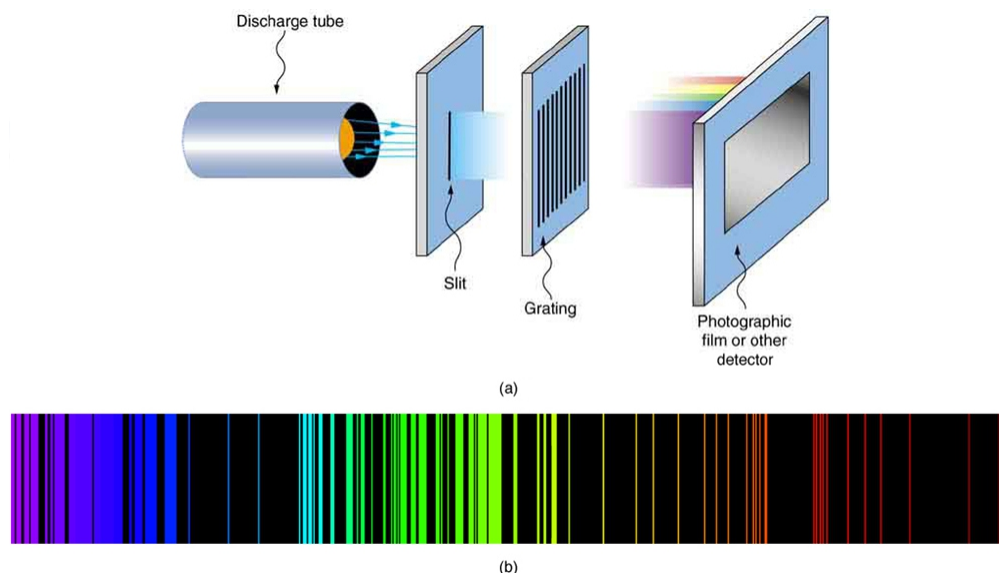 Discharge tube
Slit
Grating
Photographic
film or other
detector
(a)
(b)